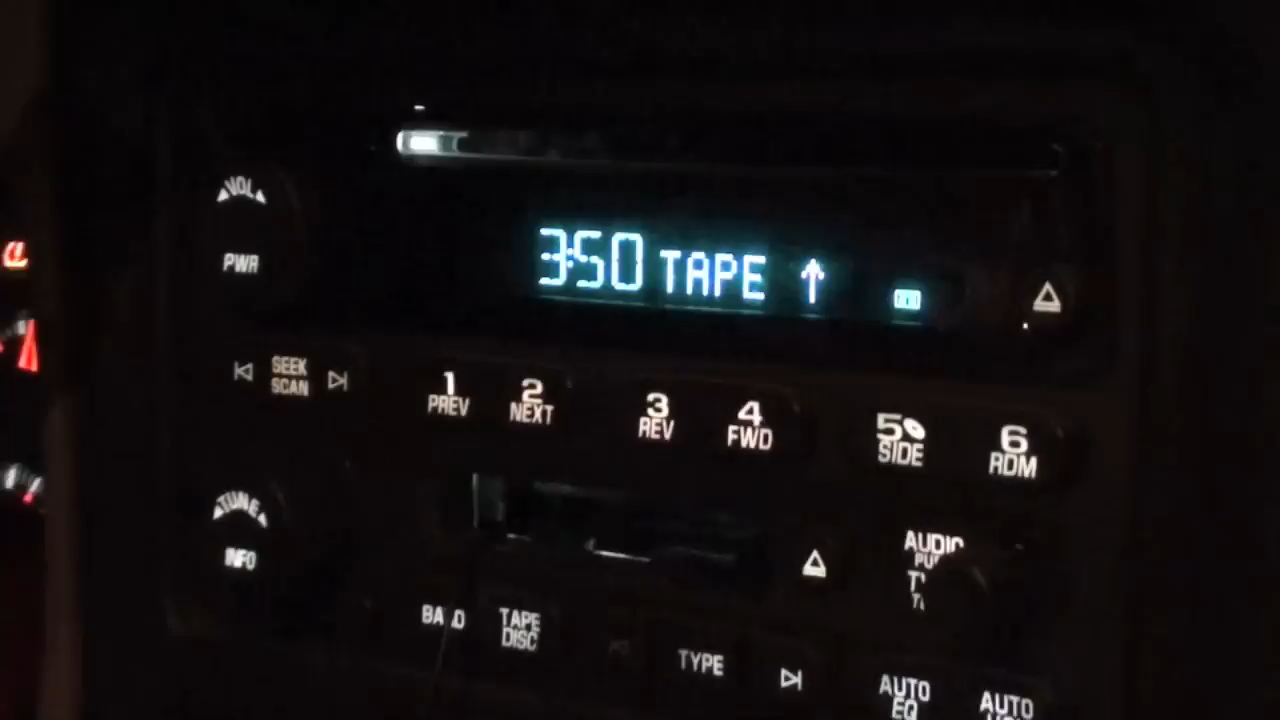 VOL
PWR
3:50 TAPE ↑
SEEK
SCAN
1
PREV
2
NEXT
3
REV
4
FWD
5
SIDE
6
RDM
TUNE
INFO
AUDIO
BAND
TAPE
DISC
TYPE
AUTO
EQ
AUTO